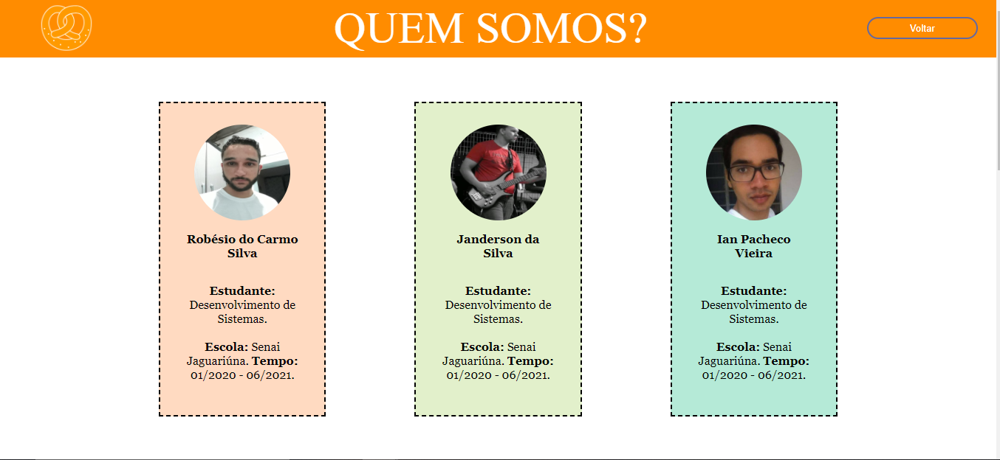 QUEM SOMOS?
Voltar
Robésio do Carmo
Silva
Estudante:
Desenvolvimento de
Sistemas.
Escola: Senai
Jaguariúna. Tempo:
01/2020 - 06/2021.
Janderson da
Silva
Estudante:
Desenvolvimento de
Sistemas.
Escola: Senai
Jaguariúna. Tempo:
01/2020 - 06/2021.
Ian Pacheco
Vieira
Estudante:
Desenvolvimento de
Sistemas.
Escola: Senai
Jaguariúna. Tempo:
01/2020 - 06/2021.